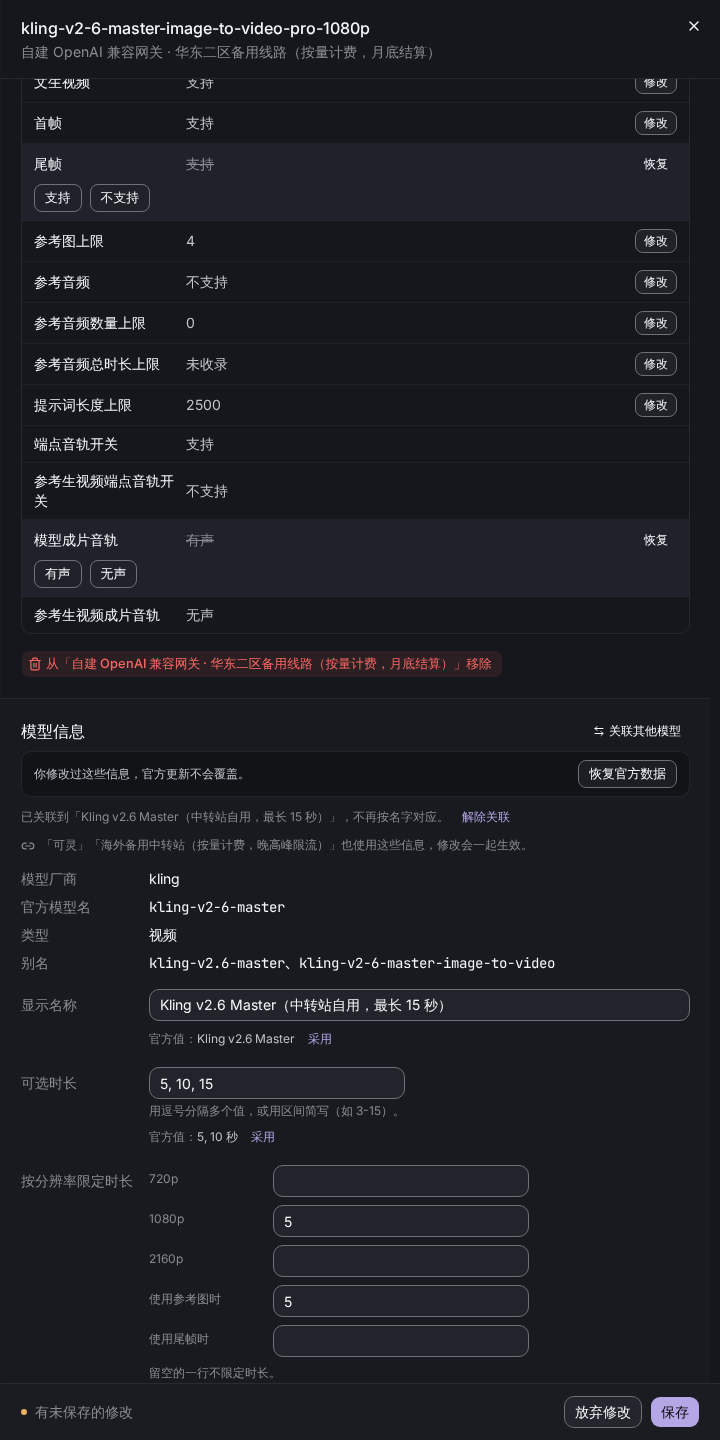 kling-v2-6-master-image-to-video-pro-1080p
自建 OpenAI 兼容网关 · 华东二区备用线路（按量计费，月底结算）
文生视频 支持 修改
首帧 支持 修改
尾帧 支持 恢复
支持 不支持
参考图上限 4 修改
参考音频 不支持 修改
参考音频数量上限 0 修改
参考音频总时长上限 未收录 修改
提示词长度上限 2500 修改
端点音轨开关 支持
参考生视频端点音轨开
关 不支持
模型成片音轨 有声 恢复
有声 无声
参考生视频成片音轨 无声
从「自建 OpenAI 兼容网关 · 华东二区备用线路（按量计费，月底结算）」移除
模型信息 关联其他模型
你修改过这些信息，官方更新不会覆盖。 恢复官方数据
已关联到「Kling v2.6 Master（中转站自用，最长 15 秒）」，不再按名字对应。 解除关联
「可灵」「海外备用中转站（按量计费，晚高峰限流）」也使用这些信息，修改会一起生效。
模型厂商 kling
官方模型名 kling-v2-6-master
类型 视频
别名 kling-v2.6-master、kling-v2-6-master-image-to-video
显示名称 Kling v2.6 Master（中转站自用，最长 15 秒）
官方值：Kling v2.6 Master 采用
可选时长 5, 10, 15
用逗号分隔多个值，或用区间简写（如 3-15）。
官方值：5, 10 秒 采用
按分辨率限定时长 720p
1080p 5
2160p
使用参考图时 5
使用尾帧时
留空的一行不限定时长。
有未保存的修改 放弃修改 保存